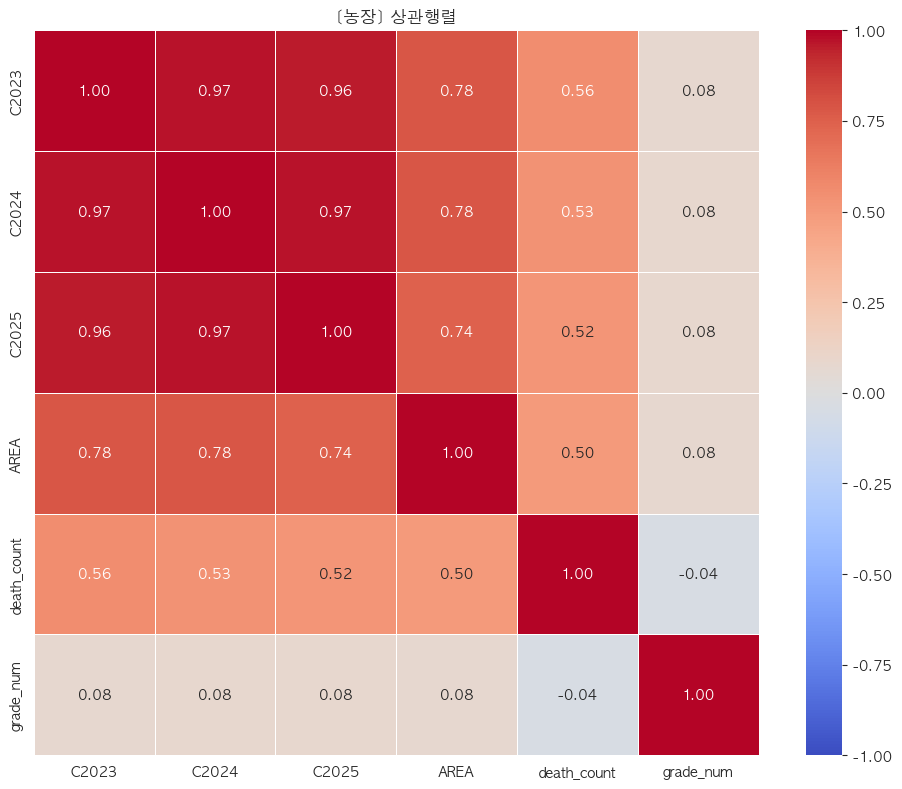 [농장] 상관행렬
C2023 1.00 0.97 0.96 0.78 0.56 0.08
C2024 0.97 1.00 0.97 0.78 0.53 0.08
C2025 0.96 0.97 1.00 0.74 0.52 0.08
AREA 0.78 0.78 0.74 1.00 0.50 0.08
death_count 0.56 0.53 0.52 0.50 1.00 -0.04
grade_num 0.08 0.08 0.08 0.08 -0.04 1.00
C2023 C2024 C2025 AREA death_count grade_num
1.00
0.75
0.50
0.25
0.00
-0.25
-0.50
-0.75
-1.00